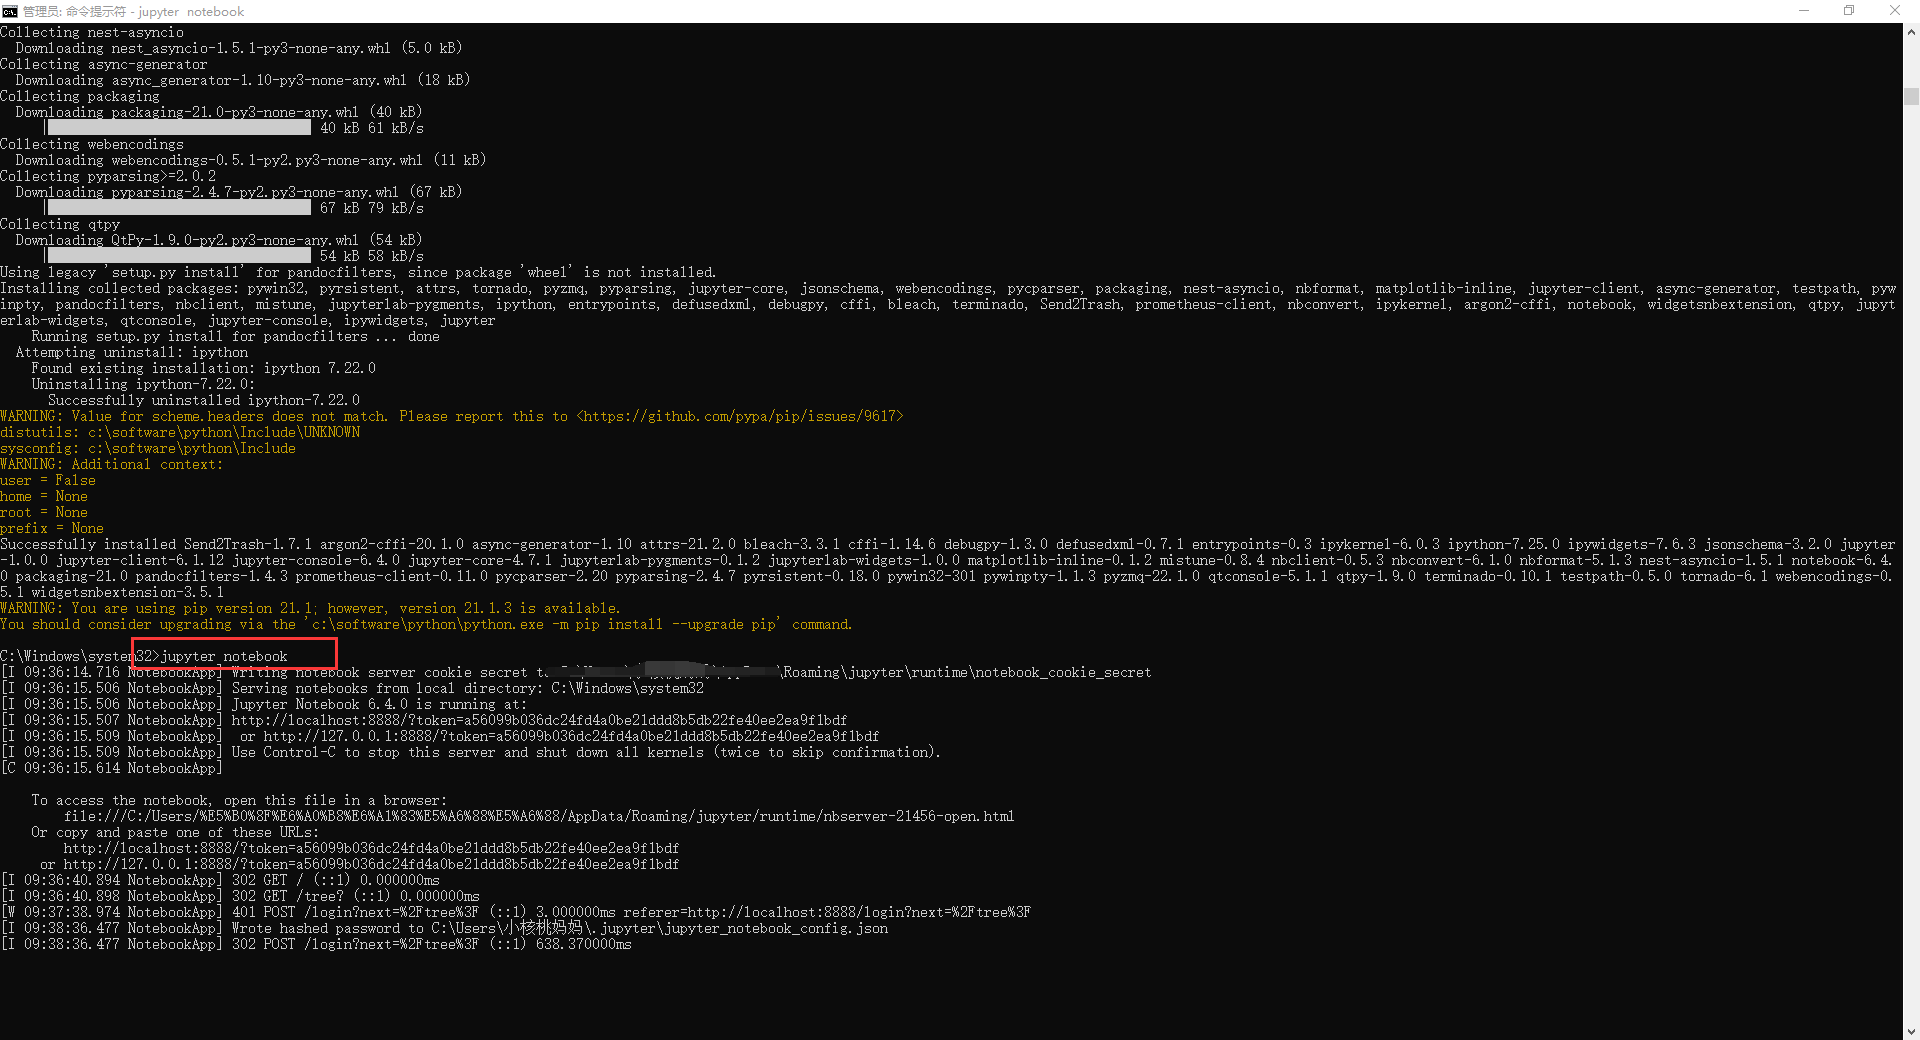 管理员: 命令提示符 - jupyter notebook
Collecting nest-asyncio
Downloading nest_asyncio-1.5.1-py3-none-any.whl (5.0 kB)
Collecting async-generator
Downloading async_generator-1.10-py3-none-any.whl (18 kB)
Collecting packaging
Downloading packaging-21.0-py3-none-any.whl (40 kB)
40 kB 61 kB/s
Collecting webencodings
Downloading webencodings-0.5.1-py2.py3-none-any.whl (11 kB)
Collecting pyparsing>=2.0.2
Downloading pyparsing-2.4.7-py2.py3-none-any.whl (67 kB)
67 kB 79 kB/s
Collecting qtpy
Downloading QtPy-1.9.0-py2.py3-none-any.whl (54 kB)
54 kB 58 kB/s
Using legacy 'setup.py install' for pandocfilters, since package 'wheel' is not installed.
Installing collected packages: pywin32, pyrsistent, attrs, tornado, pyzmq, pyparsing, jupyter-core, jsonschema, webencodings, pycparser, packaging, nest-asyncio, nbformat, matplotlib-inline, jupyter-client, async-generator, testpath, pyw
inpty, pandocfilters, nbclient, mistune, jupyterlab-pygments, ipython, entrypoints, defusedxml, debugpy, cffi, bleach, terminado, Send2Trash, prometheus-client, nbconvert, ipykernel, argon2-cffi, notebook, widgetsnbextension, qtpy, jupyt
erlab-widgets, qtconsole, jupyter-console, ipywidgets, jupyter
Running setup.py install for pandocfilters ... done
Attempting uninstall: ipython
Found existing installation: ipython 7.22.0
Uninstalling ipython-7.22.0:
Successfully uninstalled ipython-7.22.0
WARNING: Value for scheme.headers does not match. Please report this to <https://github.com/pypa/pip/issues/9617>
distutils: c:\software\python\Include\UNKNOWN
sysconfig: c:\software\python\Include
WARNING: Additional context:
user = False
home = None
root = None
prefix = None
Successfully installed Send2Trash-1.7.1 argon2-cffi-20.1.0 async-generator-1.10 attrs-21.2.0 bleach-3.3.1 cffi-1.14.6 debugpy-1.3.0 defusedxml-0.7.1 entrypoints-0.3 ipykernel-6.0.3 ipython-7.25.0 ipywidgets-7.6.3 jsonschema-3.2.0 jupyter
-1.0.0 jupyter-client-6.1.12 jupyter-console-6.4.0 jupyter-core-4.7.1 jupyterlab-pygments-0.1.2 jupyterlab-widgets-1.0.0 matplotlib-inline-0.1.2 mistune-0.8.4 nbclient-0.5.3 nbconvert-6.1.0 nbformat-5.1.3 nest-asyncio-1.5.1 notebook-6.4.
0 packaging-21.0 pandocfilters-1.4.3 prometheus-client-0.11.0 pycparser-2.20 pyparsing-2.4.7 pyrsistent-0.18.0 pywin32-301 pywinpty-1.1.3 pyzmq-22.1.0 qtconsole-5.1.1 qtpy-1.9.0 terminado-0.10.1 testpath-0.5.0 tornado-6.1 webencodings-0.
5.1 widgetsnbextension-3.5.1
WARNING: You are using pip version 21.1; however, version 21.1.3 is available.
You should consider upgrading via the 'c:\software\python\python.exe -m pip install --upgrade pip' command.
C:\Windows\system32>jupyter notebook
[I 09:36:14.716 NotebookApp] Writing notebook server cookie secret \Roaming\jupyter\runtime\notebook_cookie_secret
[I 09:36:15.506 NotebookApp] Serving notebooks from local directory: C:\Windows\system32
[I 09:36:15.506 NotebookApp] Jupyter Notebook 6.4.0 is running at:
[I 09:36:15.507 NotebookApp] http://localhost:8888/?token=a56099b036dc24fd4a0be21ddd8b5db22fe40ee2ea9f1bdf
[I 09:36:15.509 NotebookApp]  or http://127.0.0.1:8888/?token=a56099b036dc24fd4a0be21ddd8b5db22fe40ee2ea9f1bdf
[I 09:36:15.509 NotebookApp] Use Control-C to stop this server and shut down all kernels (twice to skip confirmation).
[C 09:36:15.614 NotebookApp]
To access the notebook, open this file in a browser:
file:///C:/Users/%E5%B0%8F%E6%A0%B8%E6%A1%83%E5%A6%88%E5%A6%88/AppData/Roaming/jupyter/runtime/nbserver-21456-open.html
Or copy and paste one of these URLs:
http://localhost:8888/?token=a56099b036dc24fd4a0be21ddd8b5db22fe40ee2ea9f1bdf
or http://127.0.0.1:8888/?token=a56099b036dc24fd4a0be21ddd8b5db22fe40ee2ea9f1bdf
[I 09:36:40.894 NotebookApp] 302 GET / (::1) 0.000000ms
[I 09:36:40.898 NotebookApp] 302 GET /tree? (::1) 0.000000ms
[W 09:37:38.974 NotebookApp] 401 POST /login?next=%2Ftree%3F (::1) 3.000000ms referer=http://localhost:8888/login?next=%2Ftree%3F
[I 09:38:36.477 NotebookApp] Wrote hashed password to C:\Users\小核桃妈妈\.jupyter\jupyter_notebook_config.json
[I 09:38:36.477 NotebookApp] 302 POST /login?next=%2Ftree%3F (::1) 638.370000ms